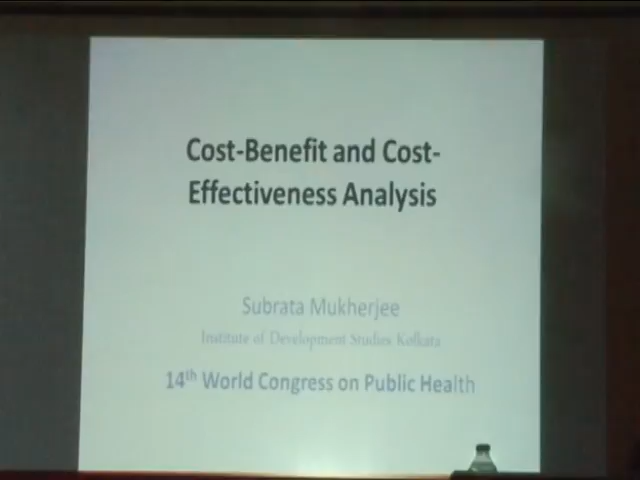 Cost-Benefit and Cost-
Effectiveness Analysis
Subrata Mukherjee
Institute of Development Studies Kolkata
14th World Congress on Public Health